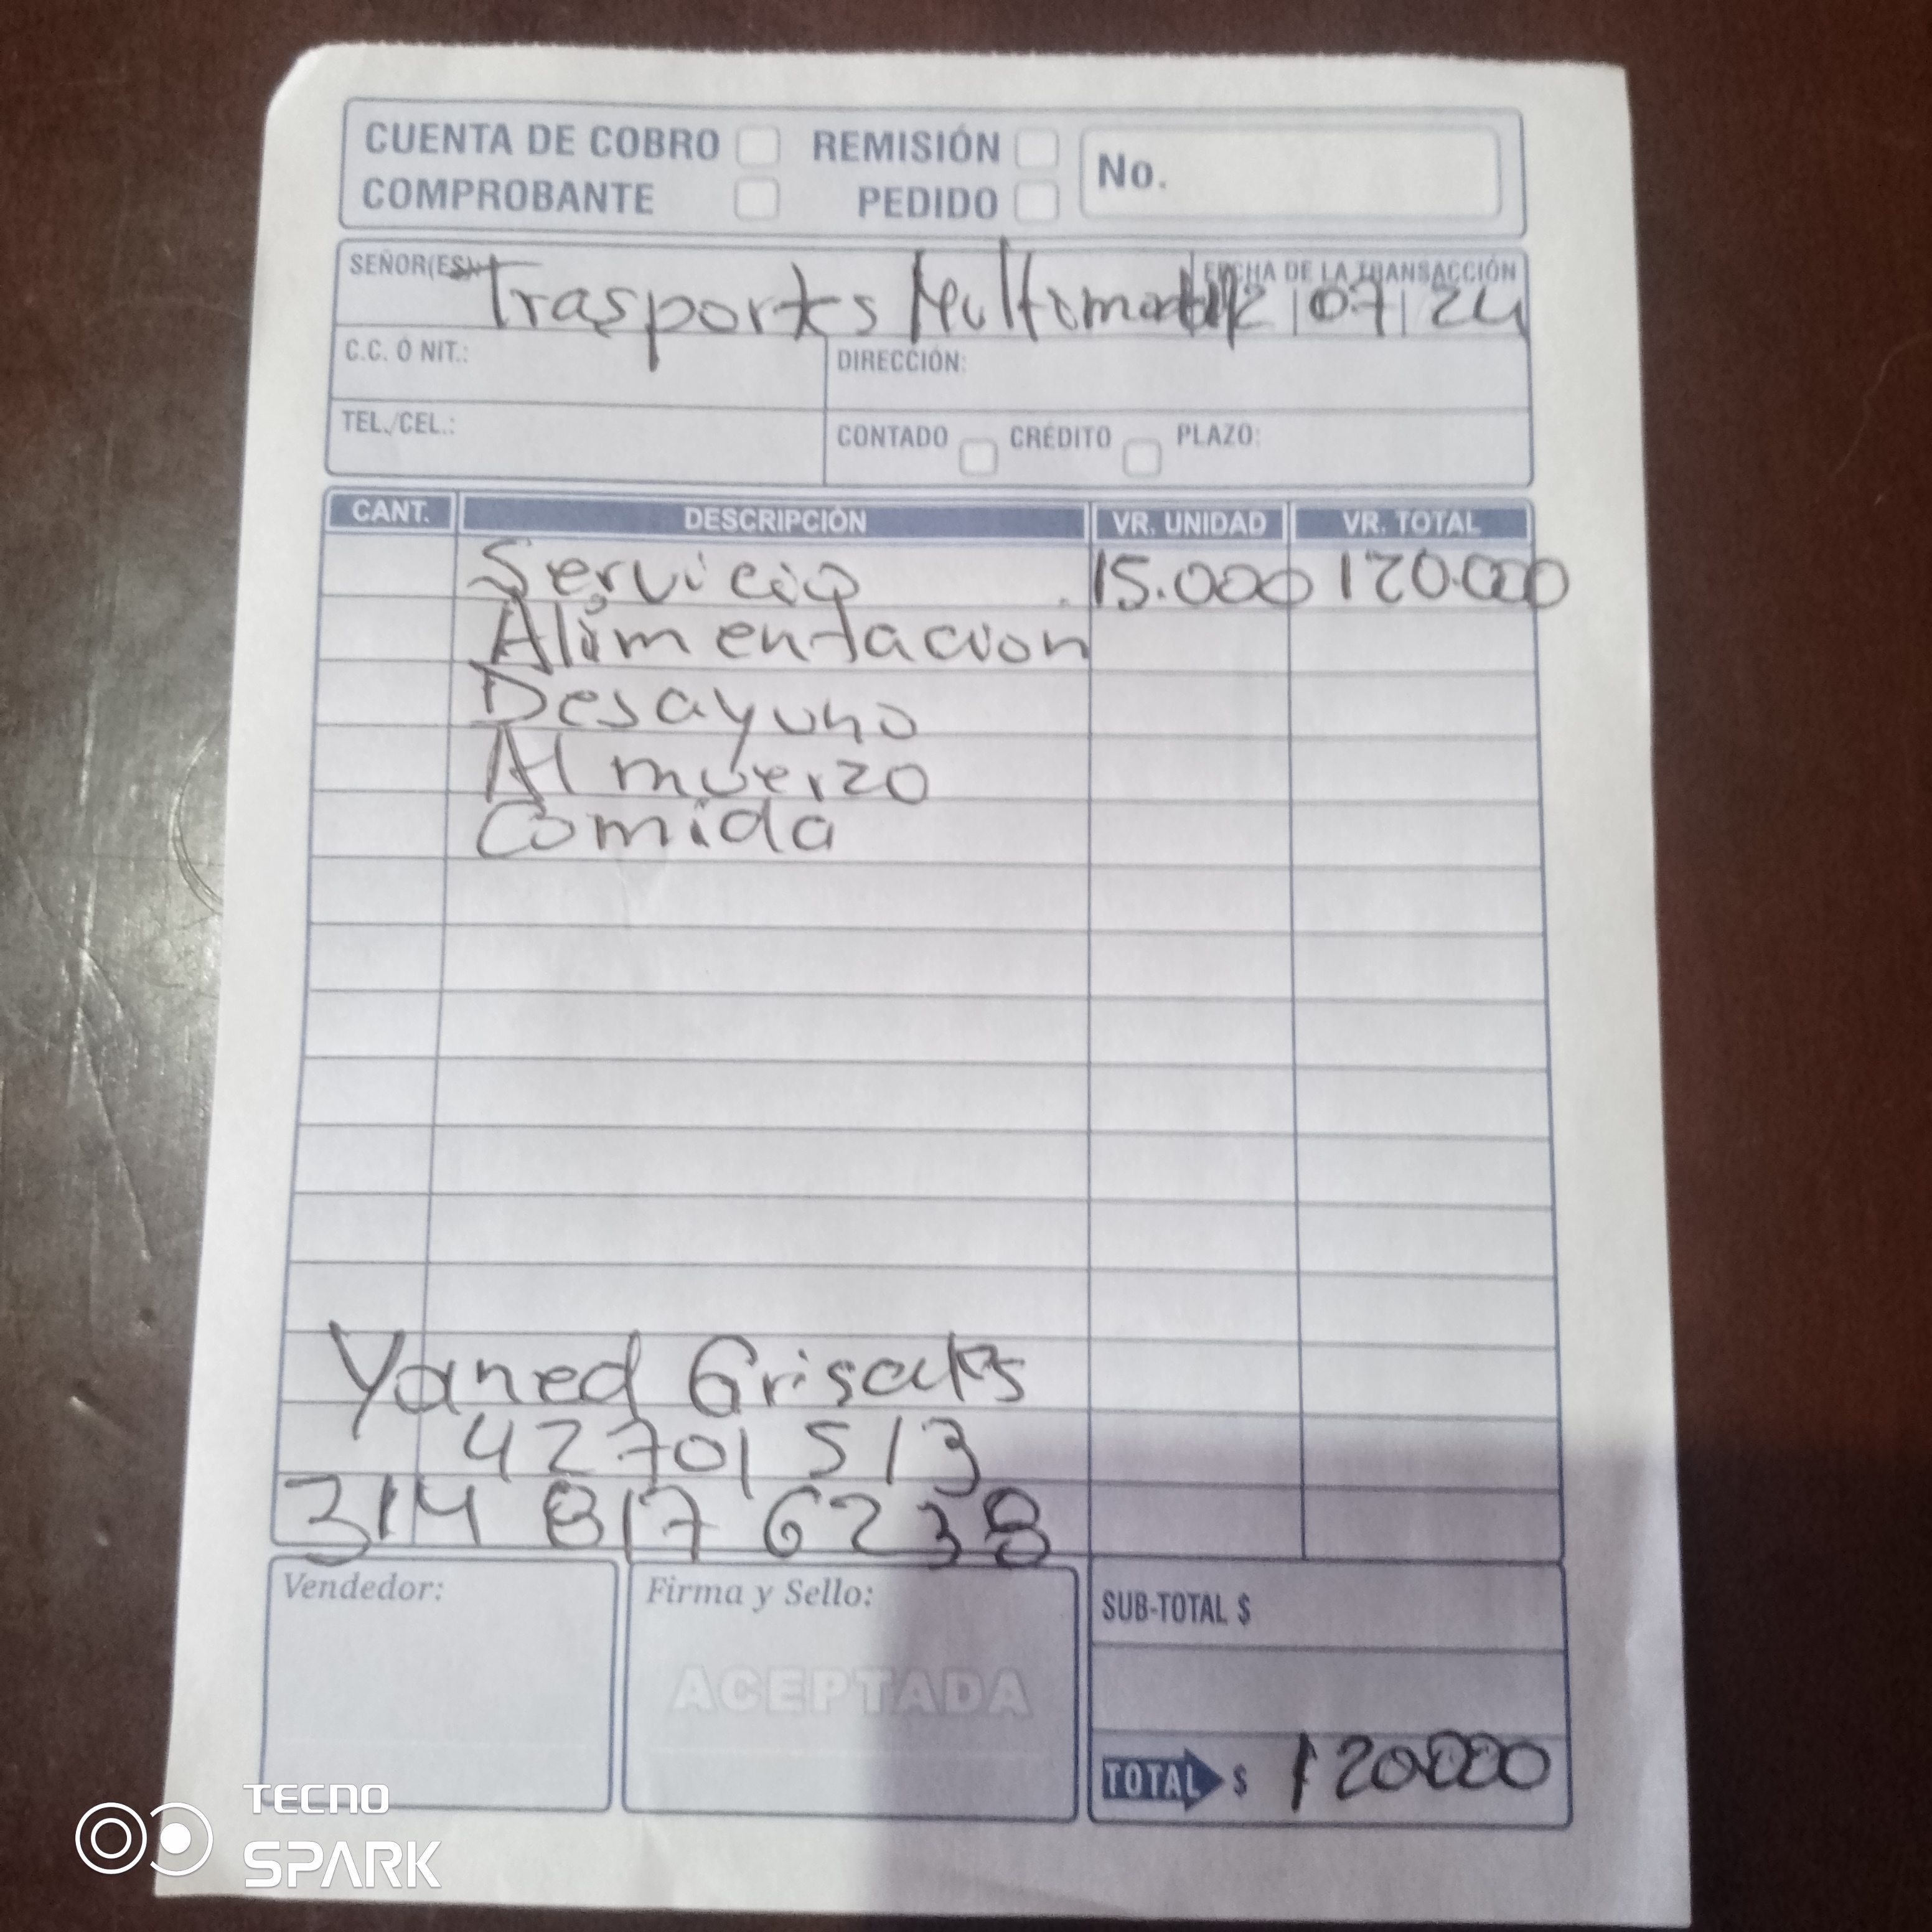 CUENTA DE COBRO REMISIÓN No.
COMPROBANTE PEDIDO
SEÑOR(ES): FECHA DE LA TRANSACCIÓN
Trasportes Multimodal 12 07 24
C.C. Ó NIT.: DIRECCIÓN:
TEL./CEL.: CONTADO CRÉDITO PLAZO:
CANT. DESCRIPCIÓN VR. UNIDAD VR. TOTAL
Servicio 15.000 120.000
Alimentacion
Desayuno
Almuerzo
Comida
Yaned Grisales
42701513
314 817 6238
Vendedor: Firma y Sello: SUB-TOTAL $
ACEPTADA
TOTAL $ 120000
TECNO
SPARK